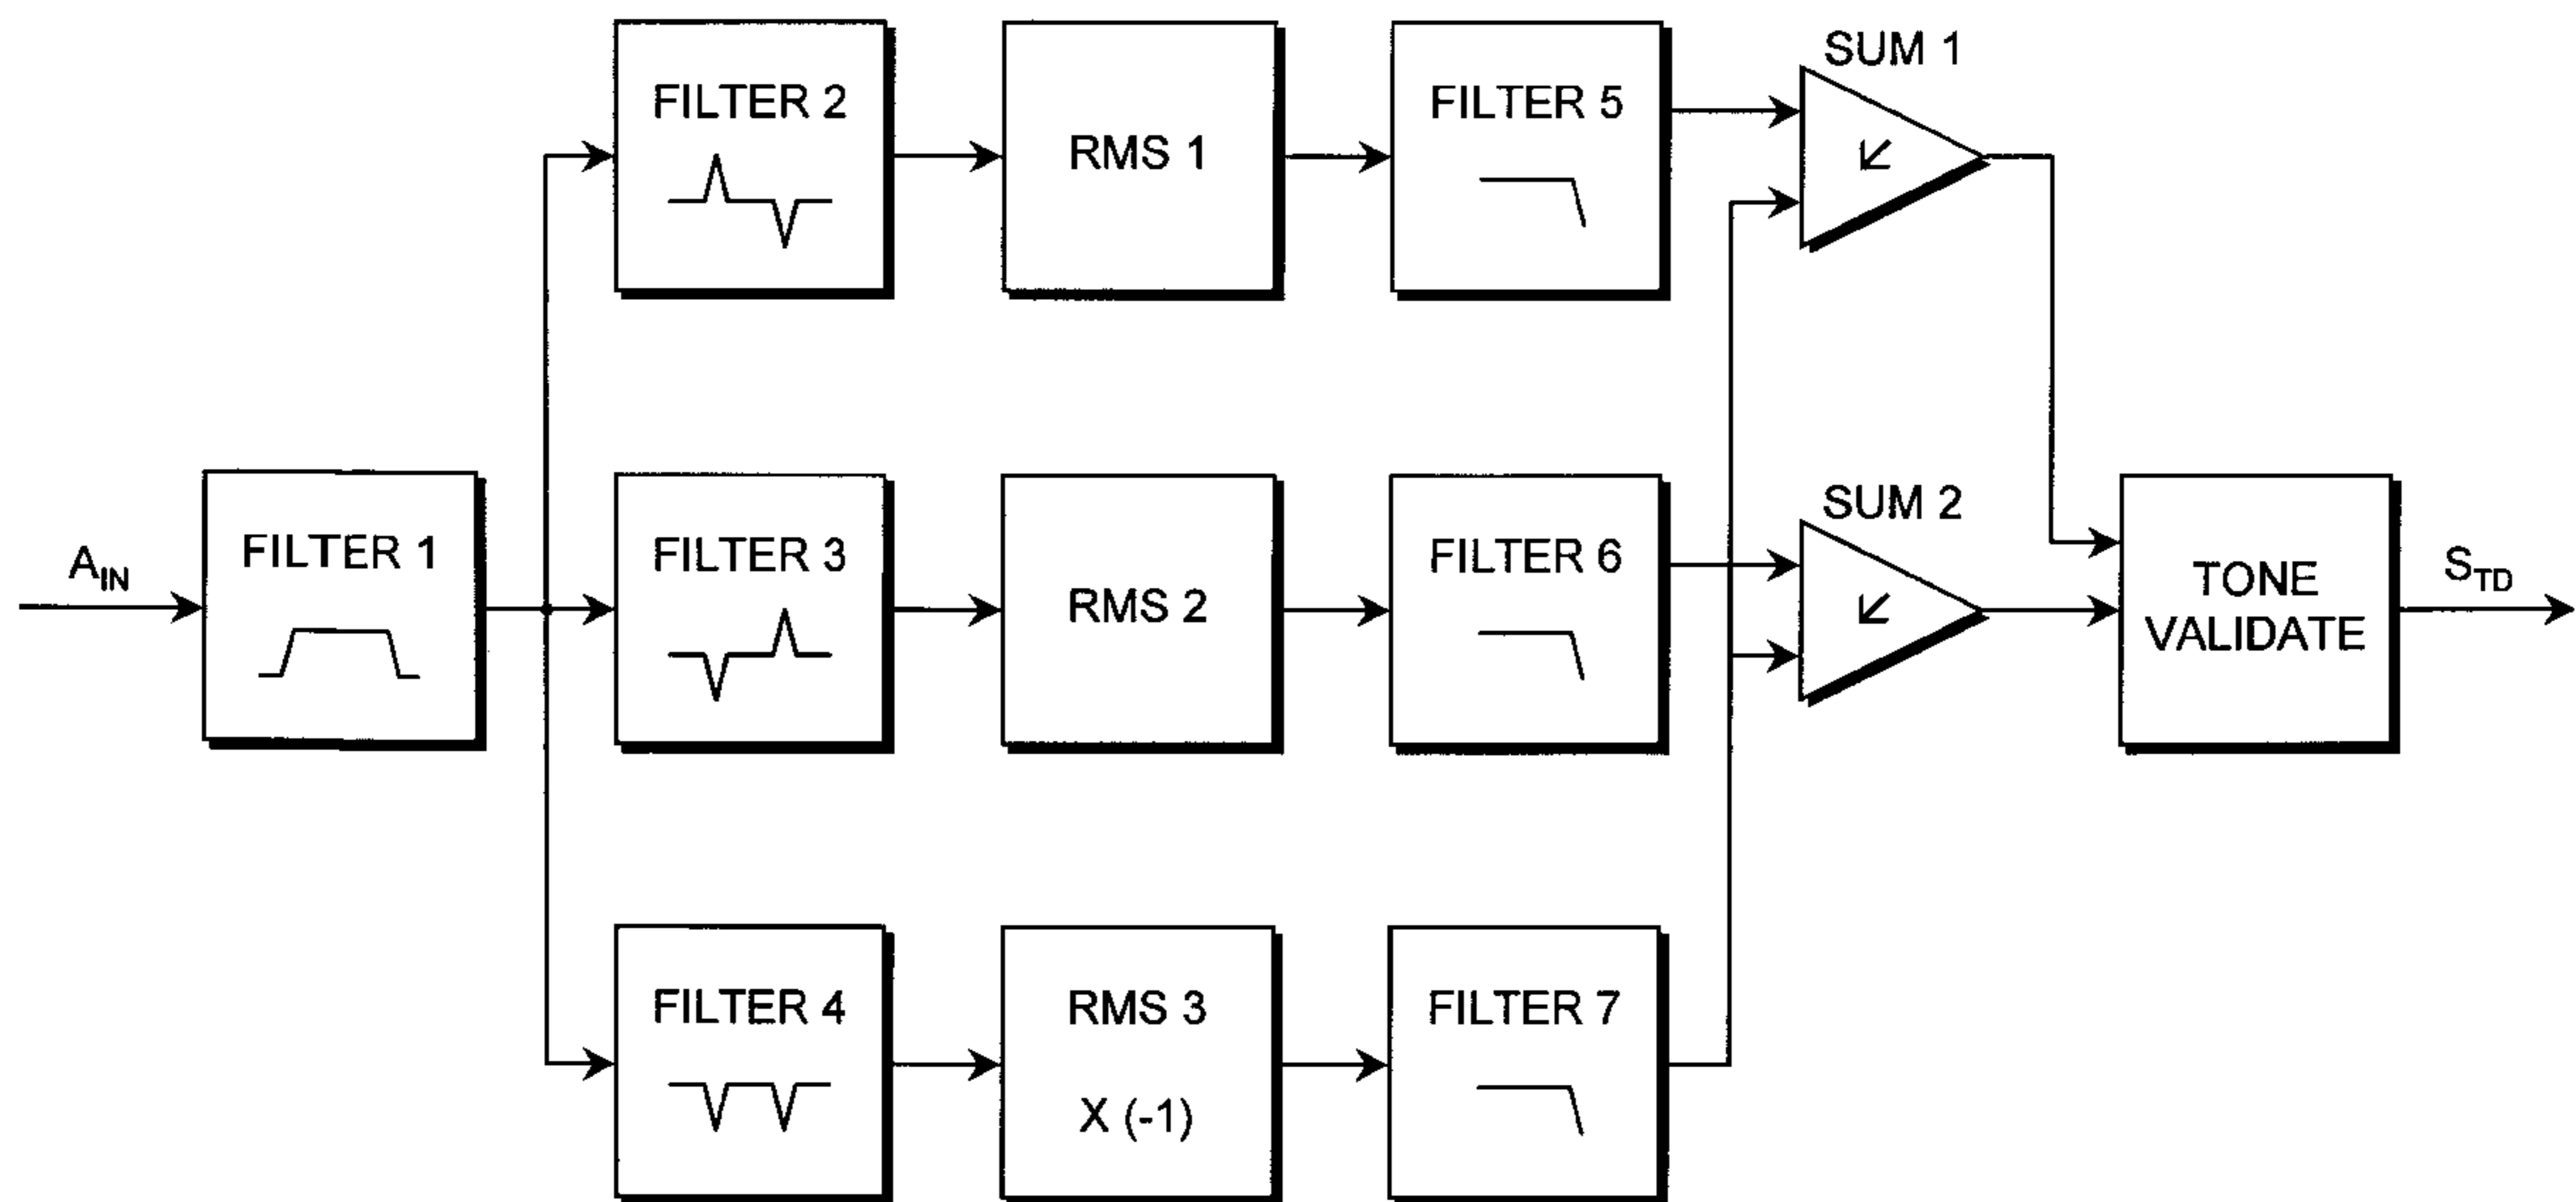 SUM 1
FILTER 2
RMS 1
FILTER 5
SUM 2
A_IN
FILTER 1
FILTER 3
RMS 2
FILTER 6
TONE
VALIDATE
S_TD
FILTER 4
RMS 3
X (-1)
FILTER 7